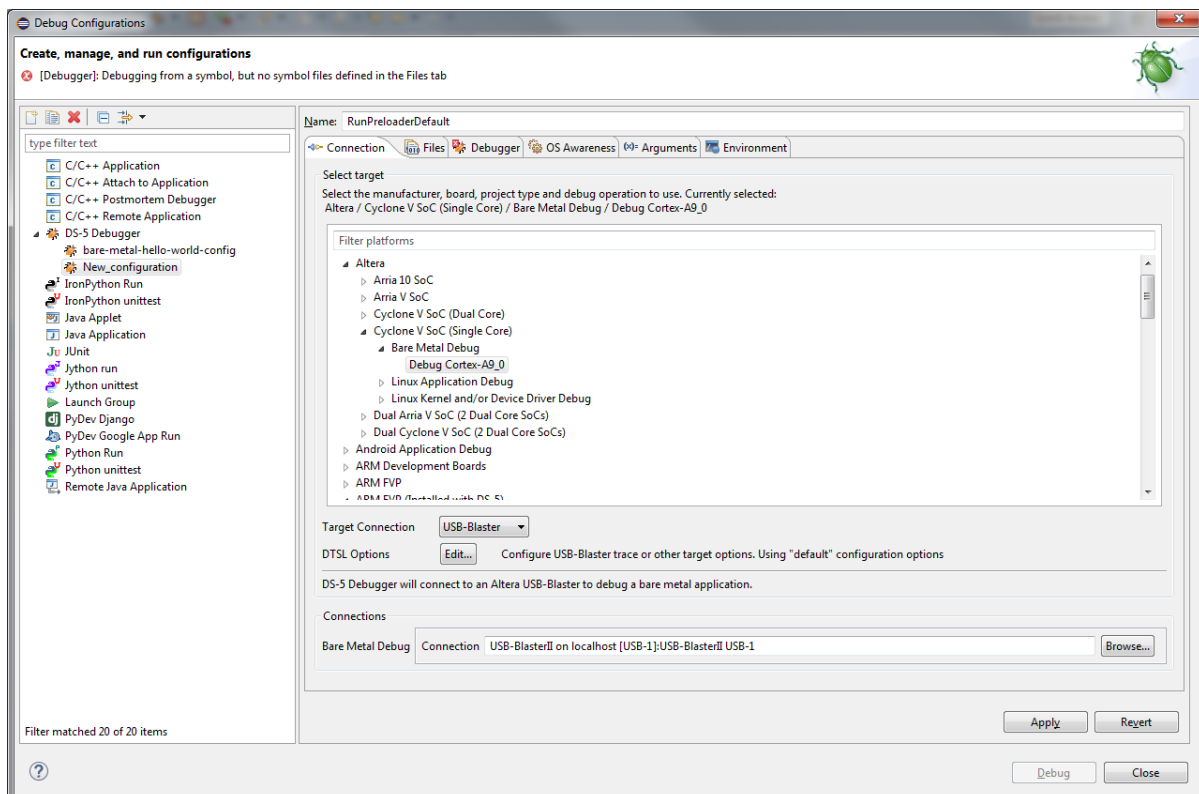 Debug Configurations
Create, manage, and run configurations
[Debugger]: Debugging from a symbol, but no symbol files defined in the Files tab
type filter text
C/C++ Application
C/C++ Attach to Application
C/C++ Postmortem Debugger
C/C++ Remote Application
DS-5 Debugger
bare-metal-hello-world-config
New_configuration
IronPython Run
IronPython unittest
Java Applet
Java Application
Ju JUnit
Jython run
Jython unittest
Launch Group
dj PyDev Django
PyDev Google App Run
Python Run
Python unittest
Remote Java Application
Filter matched 20 of 20 items
Name: RunPreloaderDefault
Connection Files Debugger OS Awareness (x)= Arguments Environment
Select target
Select the manufacturer, board, project type and debug operation to use. Currently selected:
Altera / Cyclone V SoC (Single Core) / Bare Metal Debug / Debug Cortex-A9_0
Filter platforms
Altera
Arria 10 SoC
Arria V SoC
Cyclone V SoC (Dual Core)
Cyclone V SoC (Single Core)
Bare Metal Debug
Debug Cortex-A9_0
Linux Application Debug
Linux Kernel and/or Device Driver Debug
Dual Arria V SoC (2 Dual Core SoCs)
Dual Cyclone V SoC (2 Dual Core SoCs)
Android Application Debug
ARM Development Boards
ARM FVP
ARM FVP (Installed with DS-5)
Target Connection USB-Blaster
DTSL Options Edit... Configure USB-Blaster trace or other target options. Using "default" configuration options
DS-5 Debugger will connect to an Altera USB-Blaster to debug a bare metal application.
Connections
Bare Metal Debug Connection USB-BlasterII on localhost [USB-1]:USB-BlasterII USB-1 Browse...
Apply Revert
Debug Close